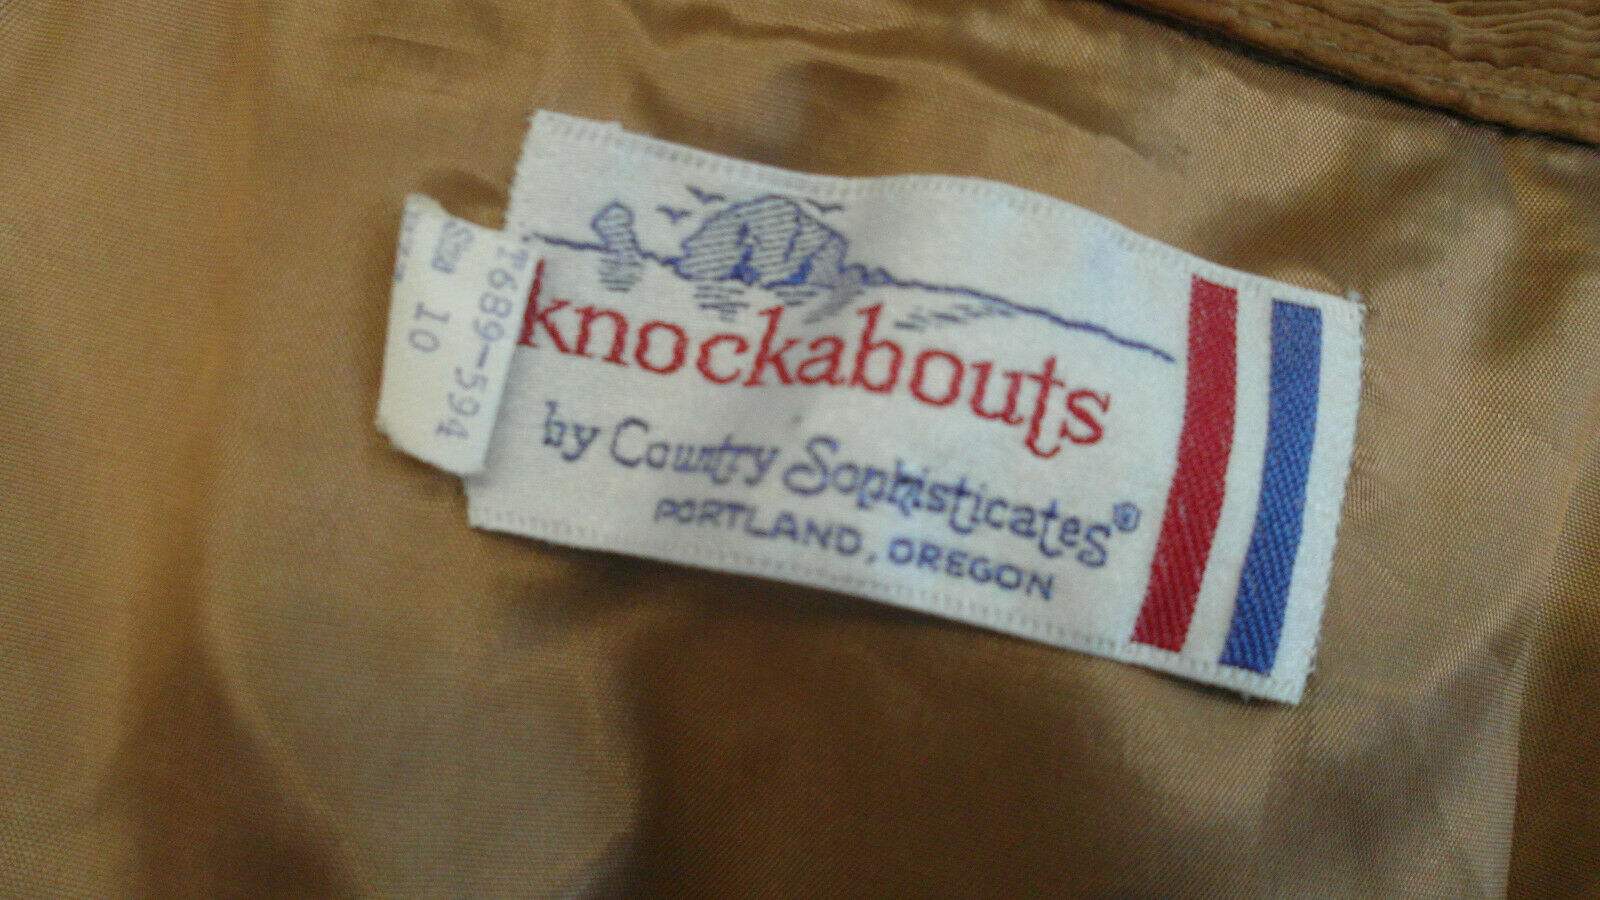 knockabouts
by Country Sophisticates®
PORTLAND, OREGON
T689-594
Size 10